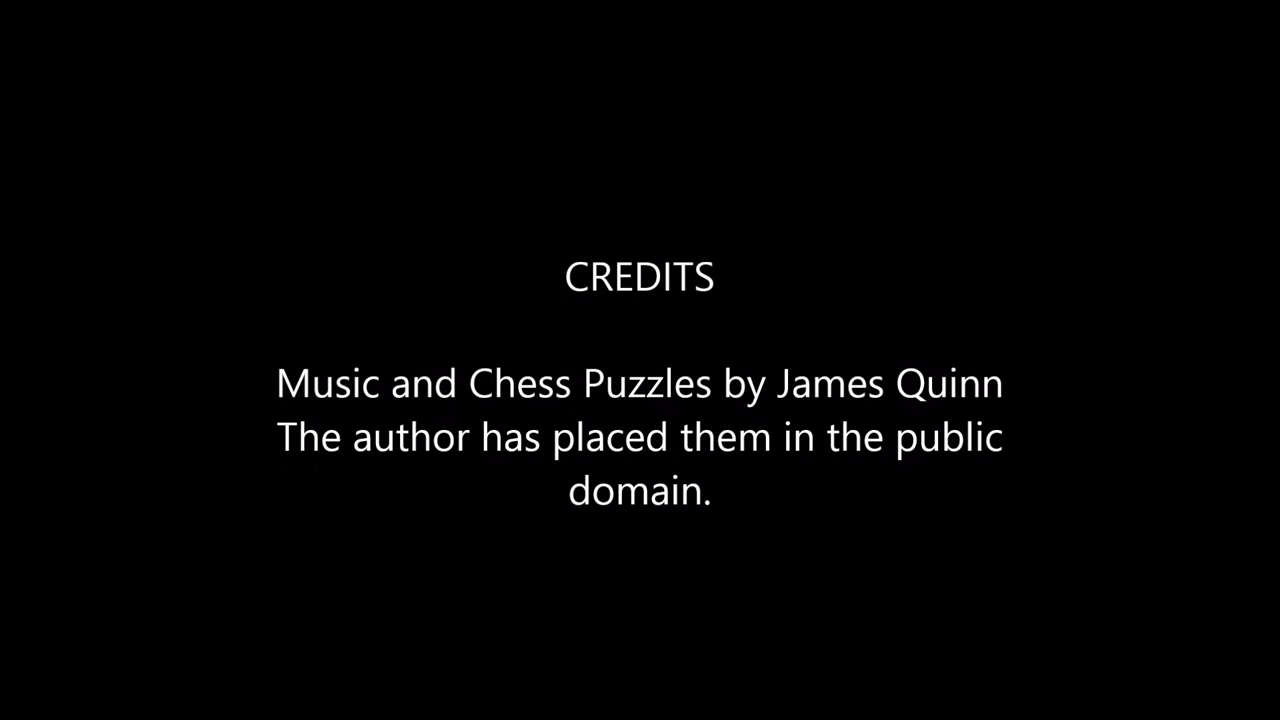 CREDITS
Music and Chess Puzzles by James Quinn
The author has placed them in the public
domain.